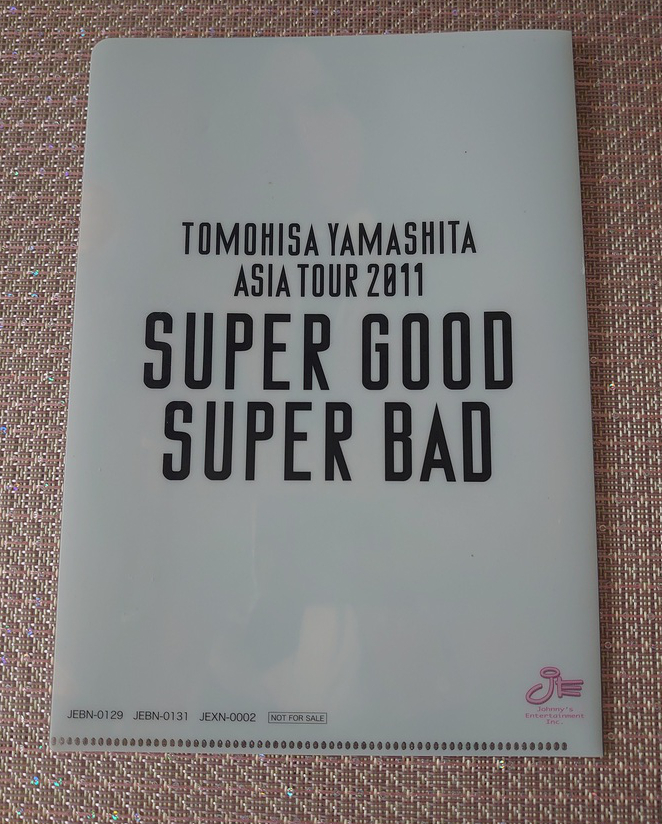 TOMOHISA YAMASHITA
ASIA TOUR 2011
SUPER GOOD
SUPER BAD
JEBN-0129 JEBN-0131 JEXN-0002 NOT FOR SALE
JE
Johnny's
Entertainment
Inc.